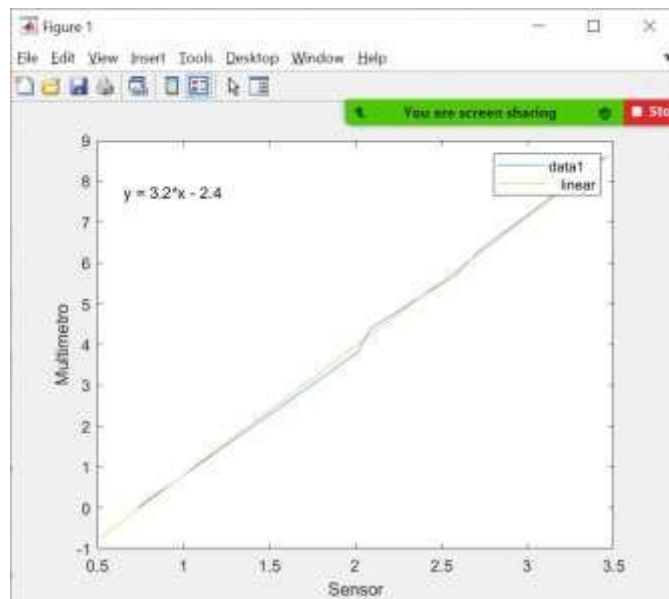 Figure 1
File Edit View Insert Tools Desktop Window Help
You are screen sharing Sto
9
8
7
6
5
4
3
2
1
0
-1
y = 3.2*x - 2.4
data1
linear
Multimetro
0.5 1 1.5 2 2.5 3 3.5
Sensor